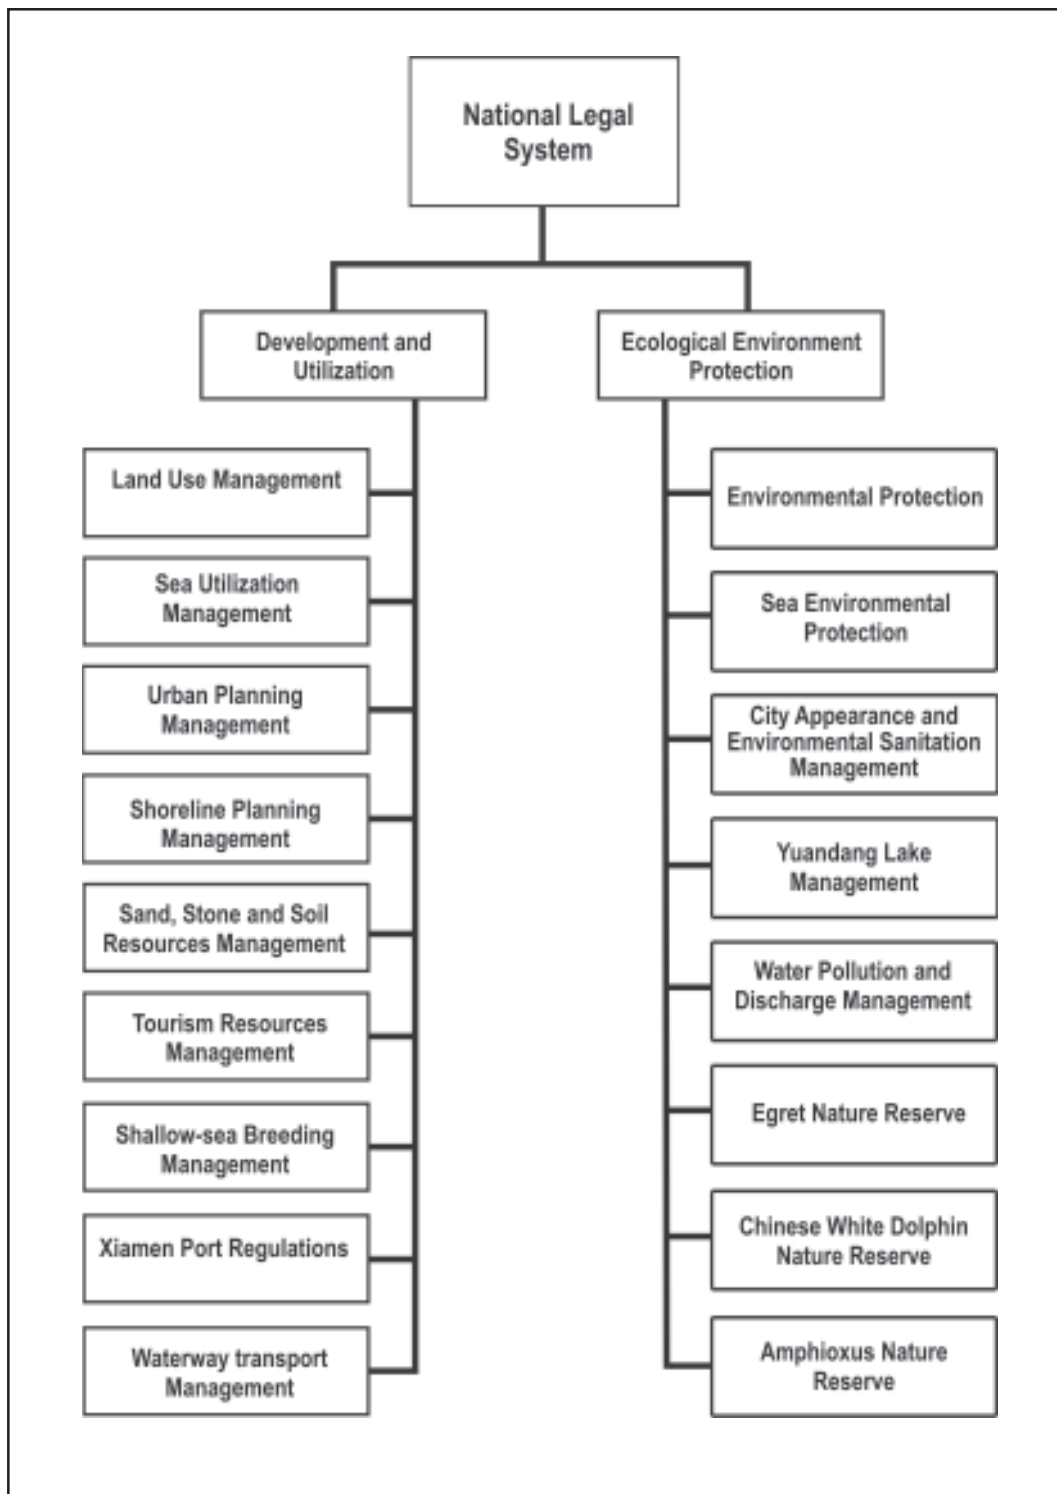 National Legal
System
Development and
Utilization
Ecological Environment
Protection
Land Use Management
Sea Utilization
Management
Urban Planning
Management
Shoreline Planning
Management
Sand, Stone and Soil
Resources Management
Tourism Resources
Management
Shallow-sea Breeding
Management
Xiamen Port Regulations
Waterway transport
Management
Environmental Protection
Sea Environmental
Protection
City Appearance and
Environmental Sanitation
Management
Yuandang Lake
Management
Water Pollution and
Discharge Management
Egret Nature Reserve
Chinese White Dolphin
Nature Reserve
Amphioxus Nature
Reserve